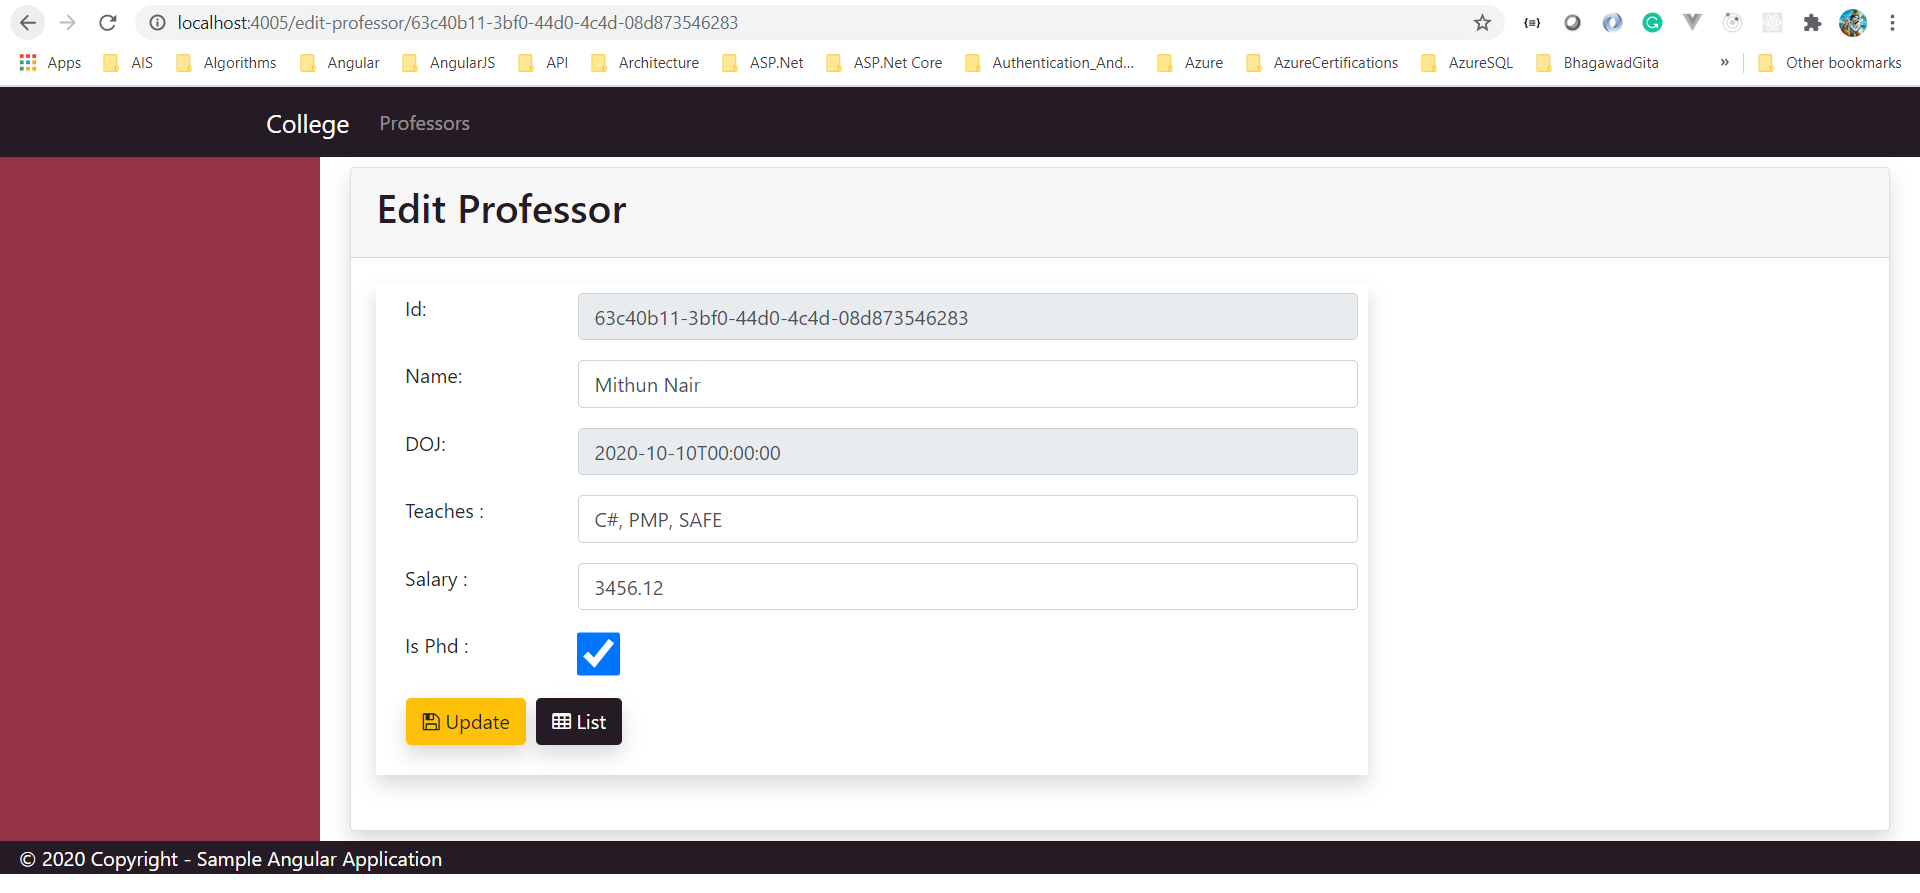 localhost:4005/edit-professor/63c40b11-3bf0-44d0-4c4d-08d873546283
Apps AIS Algorithms Angular AngularJS API Architecture ASP.Net ASP.Net Core Authentication_And... Azure AzureCertifications AzureSQL BhagawadGita » Other bookmarks
College Professors
Edit Professor
Id: 63c40b11-3bf0-44d0-4c4d-08d873546283
Name: Mithun Nair
DOJ: 2020-10-10T00:00:00
Teaches : C#, PMP, SAFE
Salary : 3456.12
Is Phd :
Update List
© 2020 Copyright - Sample Angular Application